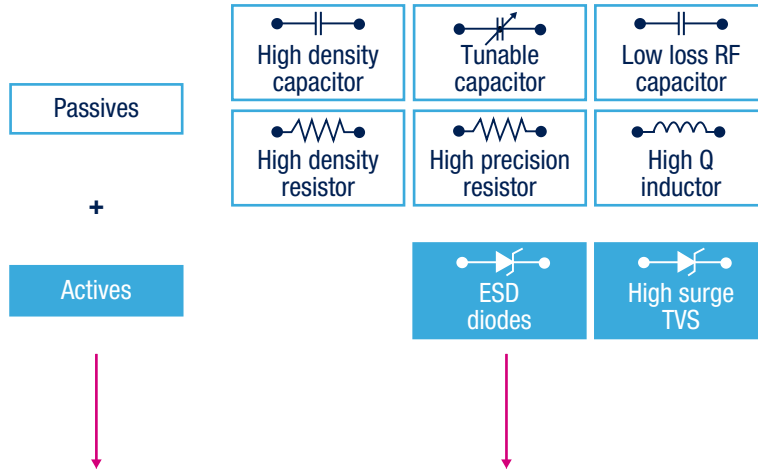 High density
capacitor
Tunable
capacitor
Low loss RF
capacitor
Passives
High density
resistor
High precision
resistor
High Q
inductor
+
Actives
ESD
diodes
High surge
TVS